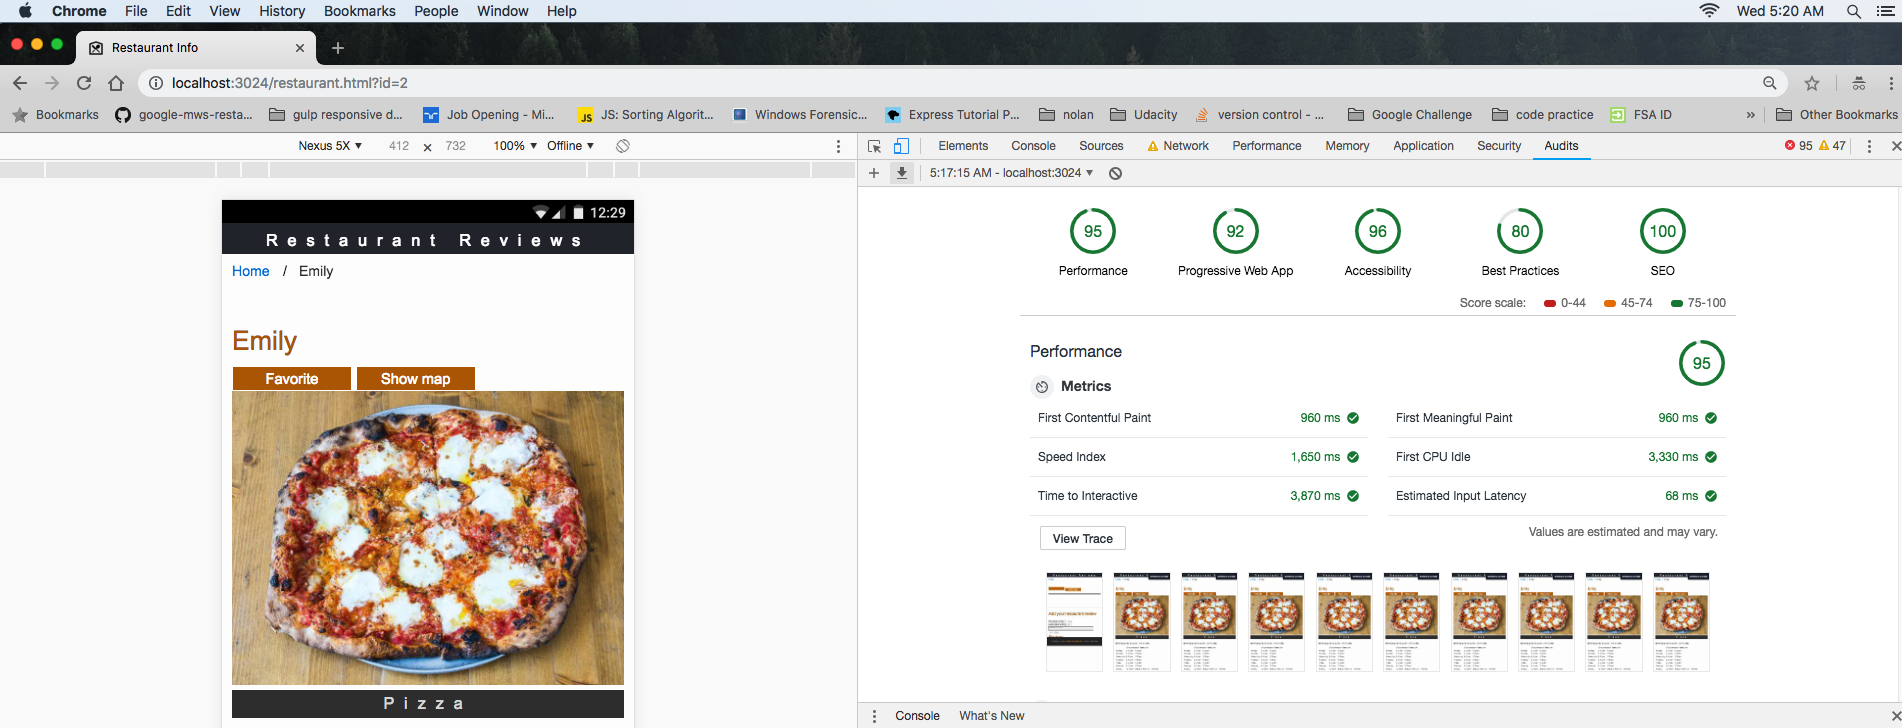 Chrome File Edit View History Bookmarks People Window Help Wed 5:20 AM
Restaurant Info
localhost:3024/restaurant.html?id=2
Bookmarks google-mws-resta... gulp responsive d... Job Opening - Mi... JS: Sorting Algorit... Windows Forensic... Express Tutorial P... nolan Udacity version control - ... Google Challenge code practice FSA ID » Other Bookmarks
Nexus 5X ▼ 412 × 732 100% ▼ Offline ▼
Elements Console Sources Network Performance Memory Application Security Audits 95 47
5:17:15 AM - localhost:3024 ▼
12:29
Restaurant Reviews
Home / Emily
Emily
Favorite Show map
Pizza
95 92 96 80 100
Performance Progressive Web App Accessibility Best Practices SEO
Score scale: 0-44 45-74 75-100
Performance 95
Metrics
First Contentful Paint 960 ms First Meaningful Paint 960 ms
Speed Index 1,650 ms First CPU Idle 3,330 ms
Time to Interactive 3,870 ms Estimated Input Latency 68 ms
View Trace Values are estimated and may vary.
Console What's New